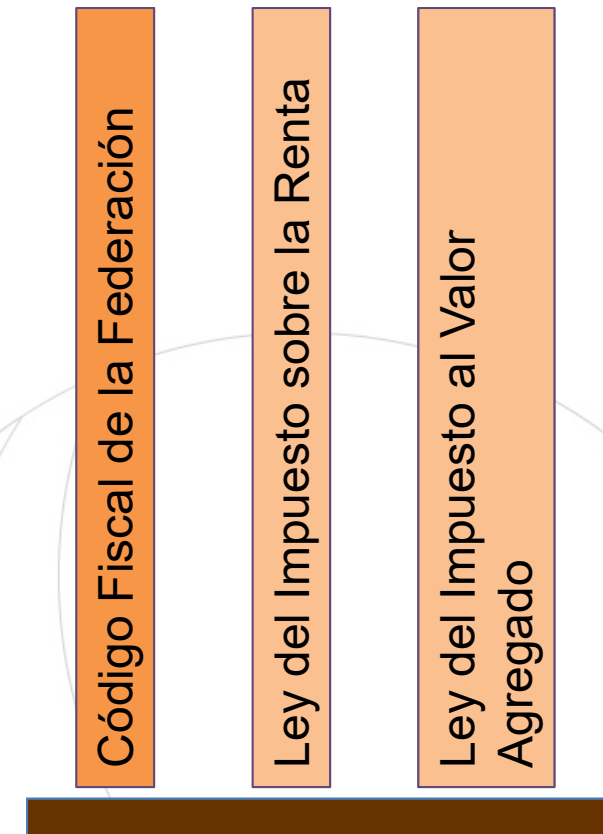 Código Fiscal de la Federación
Ley del Impuesto sobre la Renta
Ley del Impuesto al Valor
Agregado